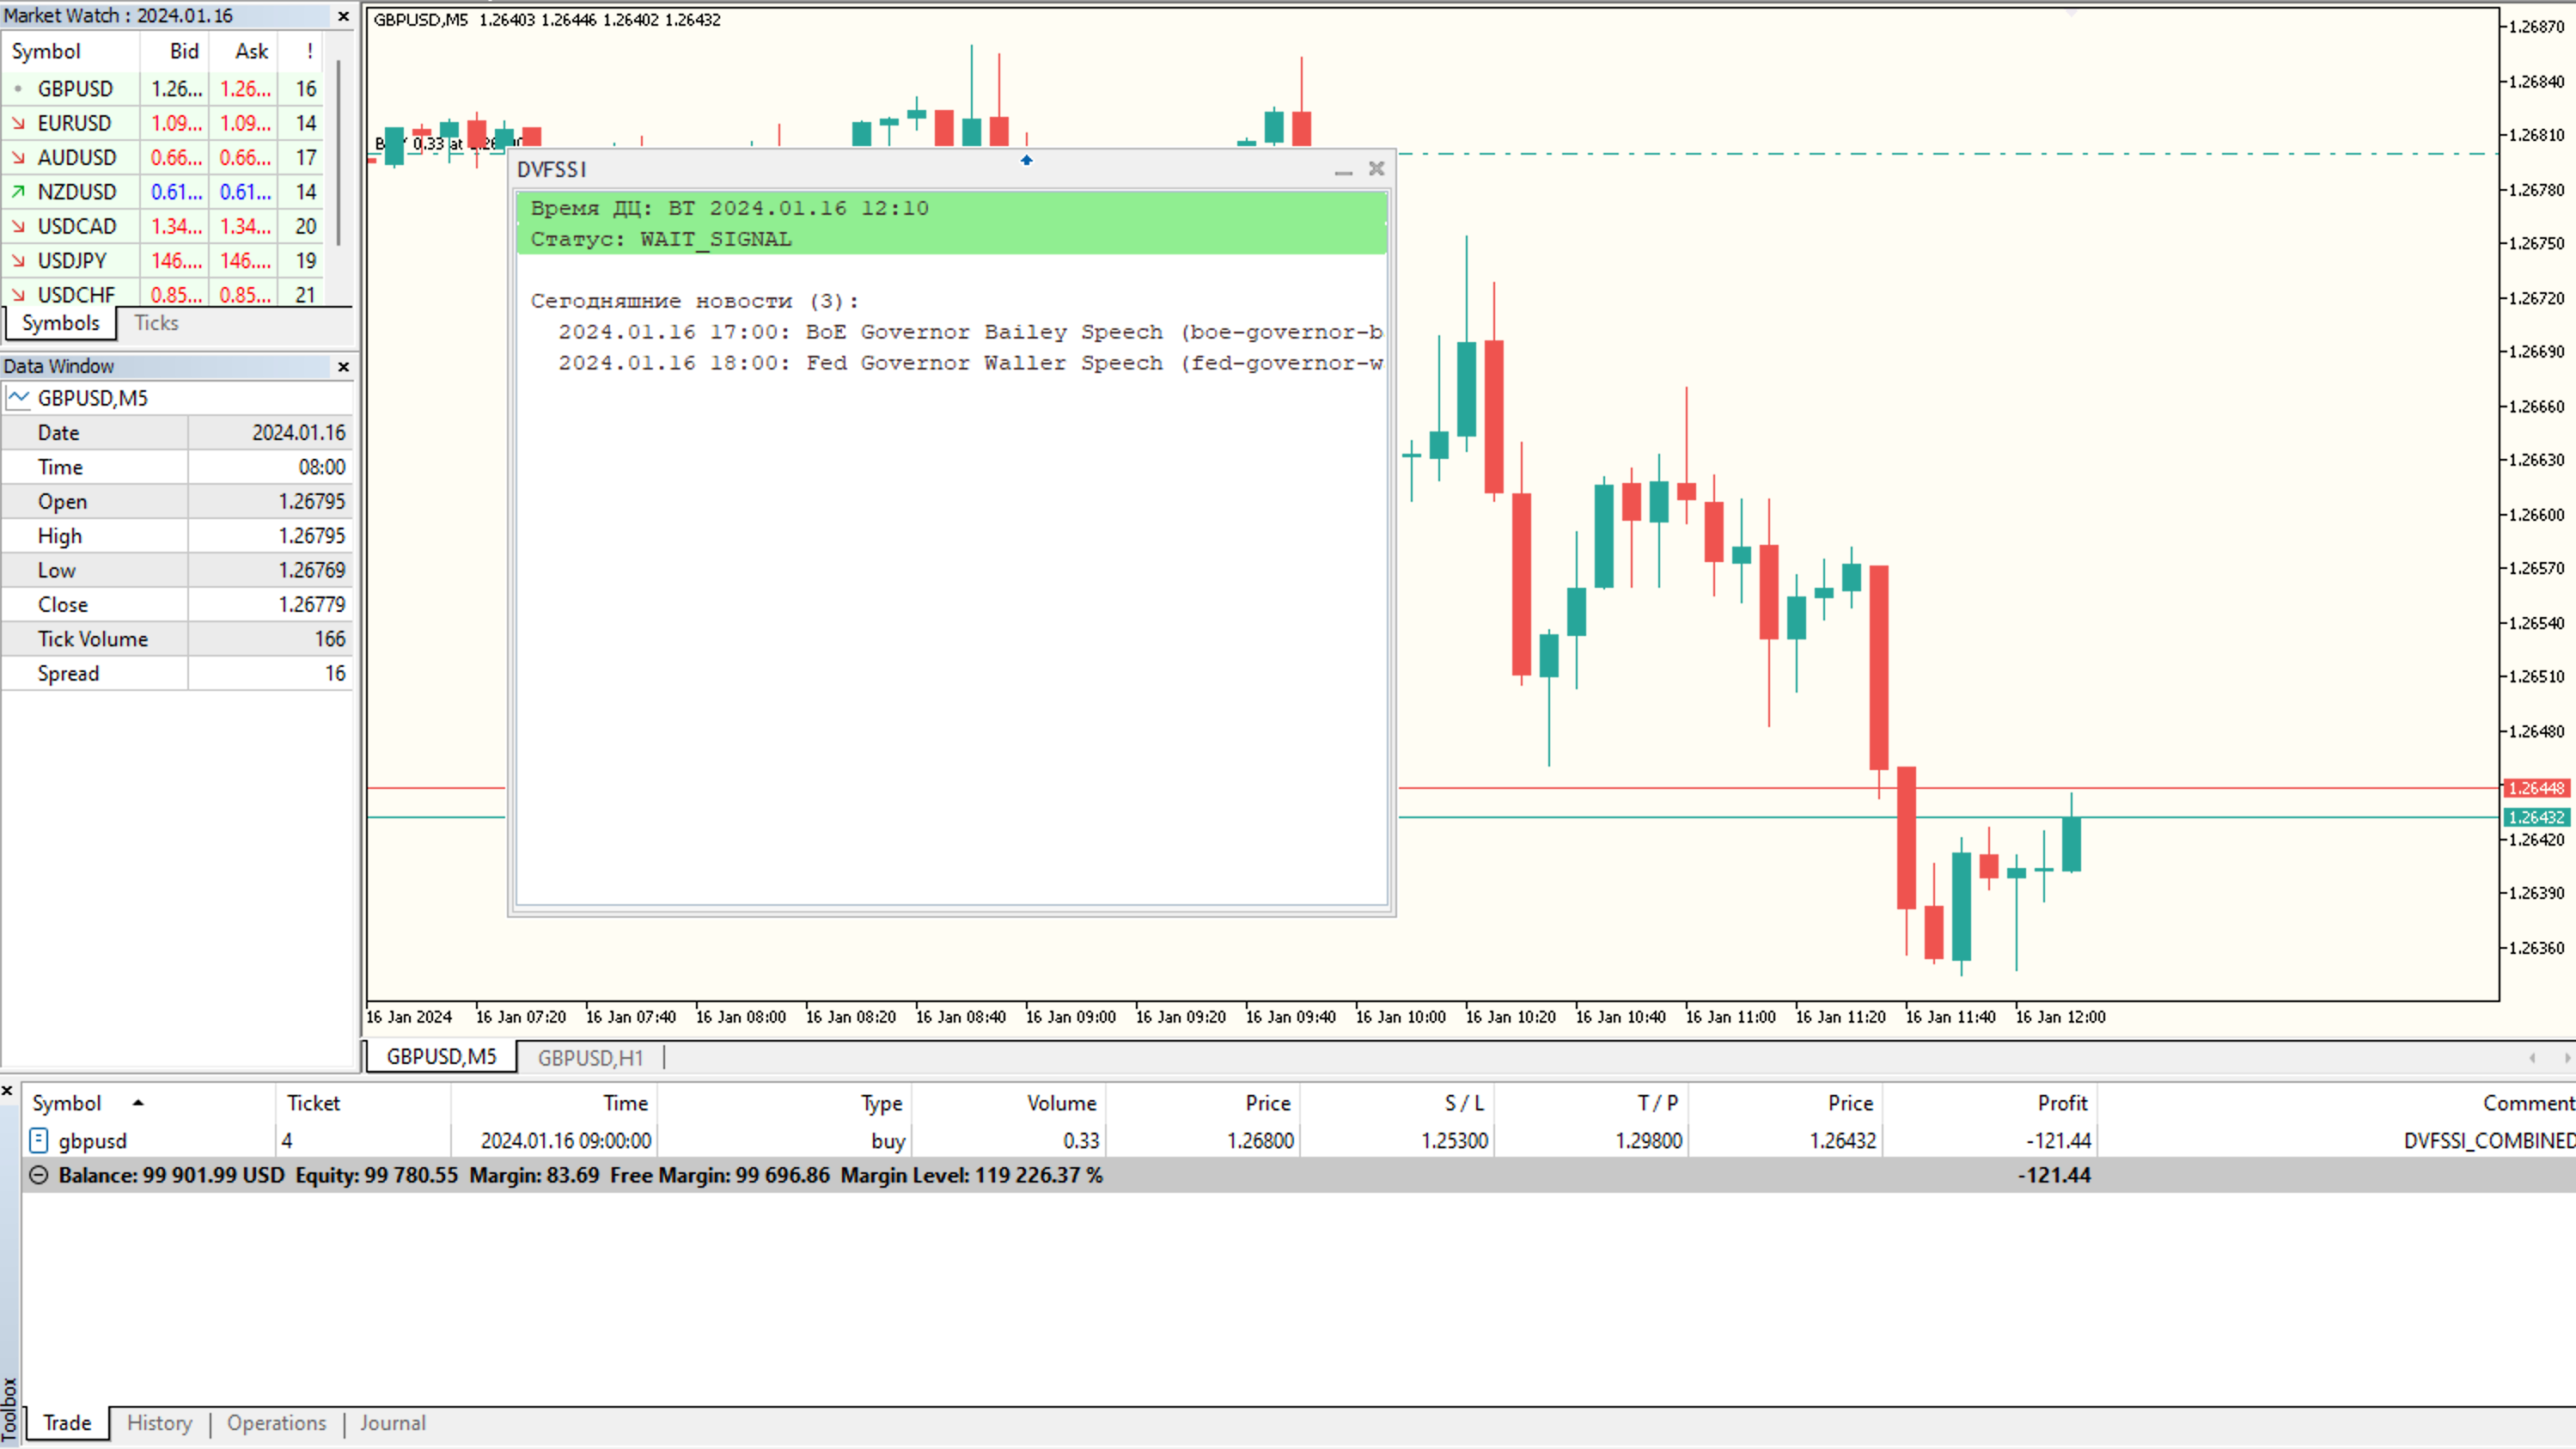 Market Watch : 2024.01.16
Symbol Bid Ask !
GBPUSD 1.26... 1.26... 16
EURUSD 1.09... 1.09... 14
AUDUSD 0.66... 0.66... 17
NZDUSD 0.61... 0.61... 14
USDCAD 1.34... 1.34... 20
USDJPY 146.... 146.... 19
USDCHF 0.85... 0.85... 21
Symbols Ticks
Data Window
GBPUSD,M5
Date 2024.01.16
Time 08:00
Open 1.26795
High 1.26795
Low 1.26769
Close 1.26779
Tick Volume 166
Spread 16
GBPUSD,M5 1.26403 1.26446 1.26402 1.26432
0.33 at
DVFSSI
Время ДЦ: ВТ 2024.01.16 12:10
Статус: WAIT_SIGNAL
Сегодняшние новости (3):
2024.01.16 17:00: BoE Governor Bailey Speech (boe-governor-b
2024.01.16 18:00: Fed Governor Waller Speech (fed-governor-w
1.26870
1.26840
1.26810
1.26780
1.26750
1.26720
1.26690
1.26660
1.26630
1.26600
1.26570
1.26540
1.26510
1.26480
1.26448
1.26432
1.26420
1.26390
1.26360
16 Jan 2024 16 Jan 07:20 16 Jan 07:40 16 Jan 08:00 16 Jan 08:20 16 Jan 08:40 16 Jan 09:00 16 Jan 09:20 16 Jan 09:40 16 Jan 10:00 16 Jan 10:20 16 Jan 10:40 16 Jan 11:00 16 Jan 11:20 16 Jan 11:40 16 Jan 12:00
GBPUSD,M5 GBPUSD,H1
Symbol Ticket Time Type Volume Price S / L T / P Price Profit Comment
gbpusd 4 2024.01.16 09:00:00 buy 0.33 1.26800 1.25300 1.29800 1.26432 -121.44 DVFSSI_COMBINED
Balance: 99 901.99 USD Equity: 99 780.55 Margin: 83.69 Free Margin: 99 696.86 Margin Level: 119 226.37 % -121.44
Toolbox
Trade History Operations Journal